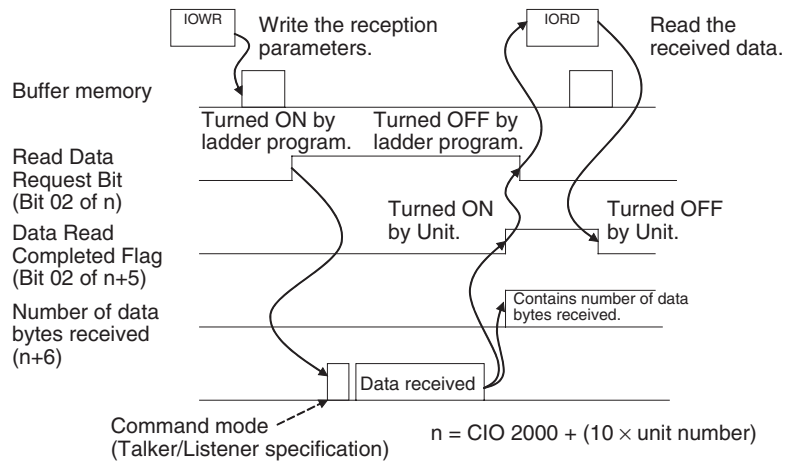 IOWR
Write the reception
parameters.
IORD
Read the
received data.
Buffer memory
Turned ON by
ladder program.
Turned OFF by
ladder program.
Read Data
Request Bit
(Bit 02 of n)
Turned ON
by Unit.
Turned OFF
by Unit.
Data Read
Completed Flag
(Bit 02 of n+5)
Contains number of data
bytes received.
Number of data
bytes received
(n+6)
Data received
Command mode
(Talker/Listener specification)
n = CIO 2000 + (10 × unit number)